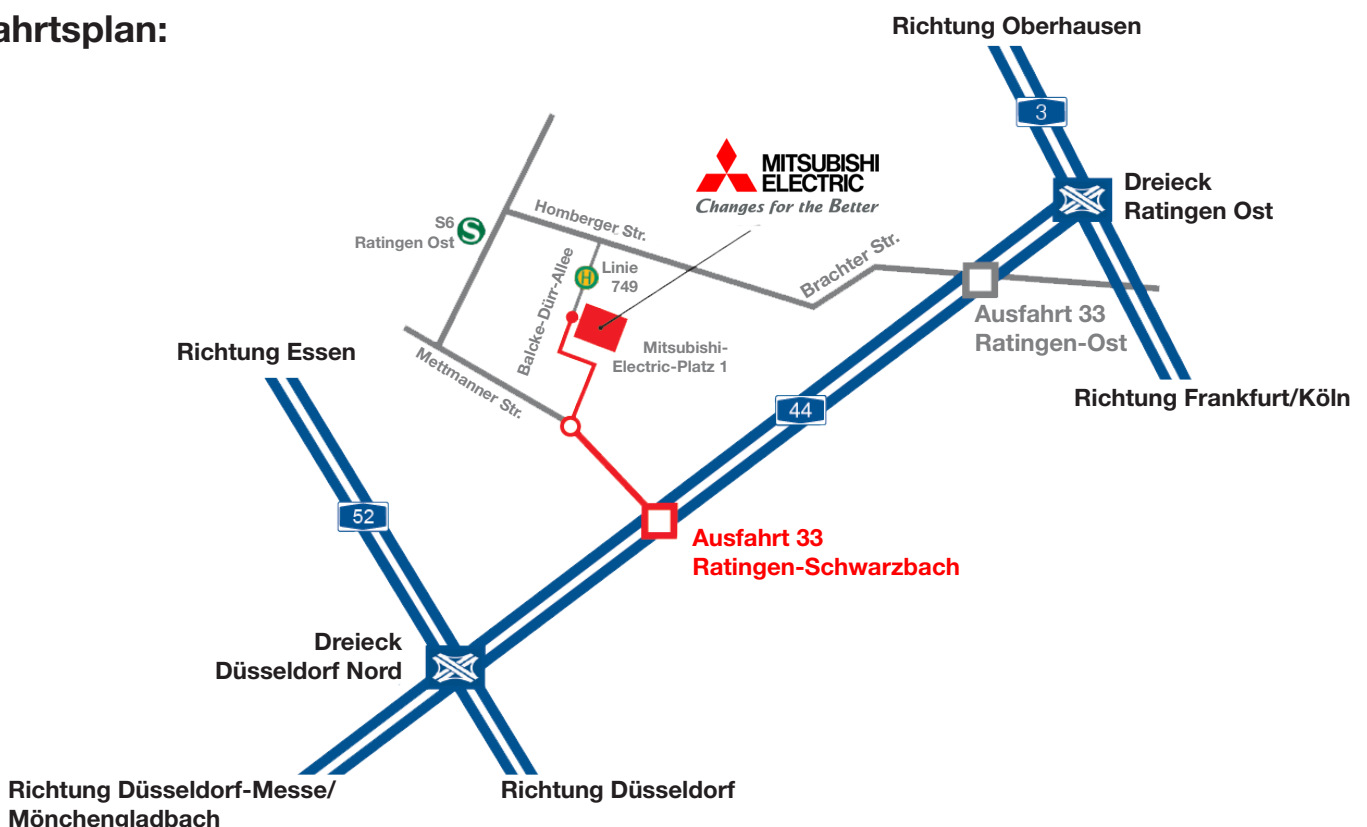 ahrtsplan:
Richtung Oberhausen
3
MITSUBISHI
ELECTRIC
Changes for the Better
Dreieck
Ratingen Ost
S6
Ratingen Ost
S
Homberger Str.
Brachter Str.
Balcke-Dürr-Allee
H
Linie
749
Ausfahrt 33
Ratingen-Ost
Mitsubishi-
Electric-Platz 1
Richtung Essen
Mettmanner Str.
Richtung Frankfurt/Köln
44
52
Ausfahrt 33
Ratingen-Schwarzbach
Dreieck
Düsseldorf Nord
Richtung Düsseldorf-Messe/
Mönchengladbach
Richtung Düsseldorf